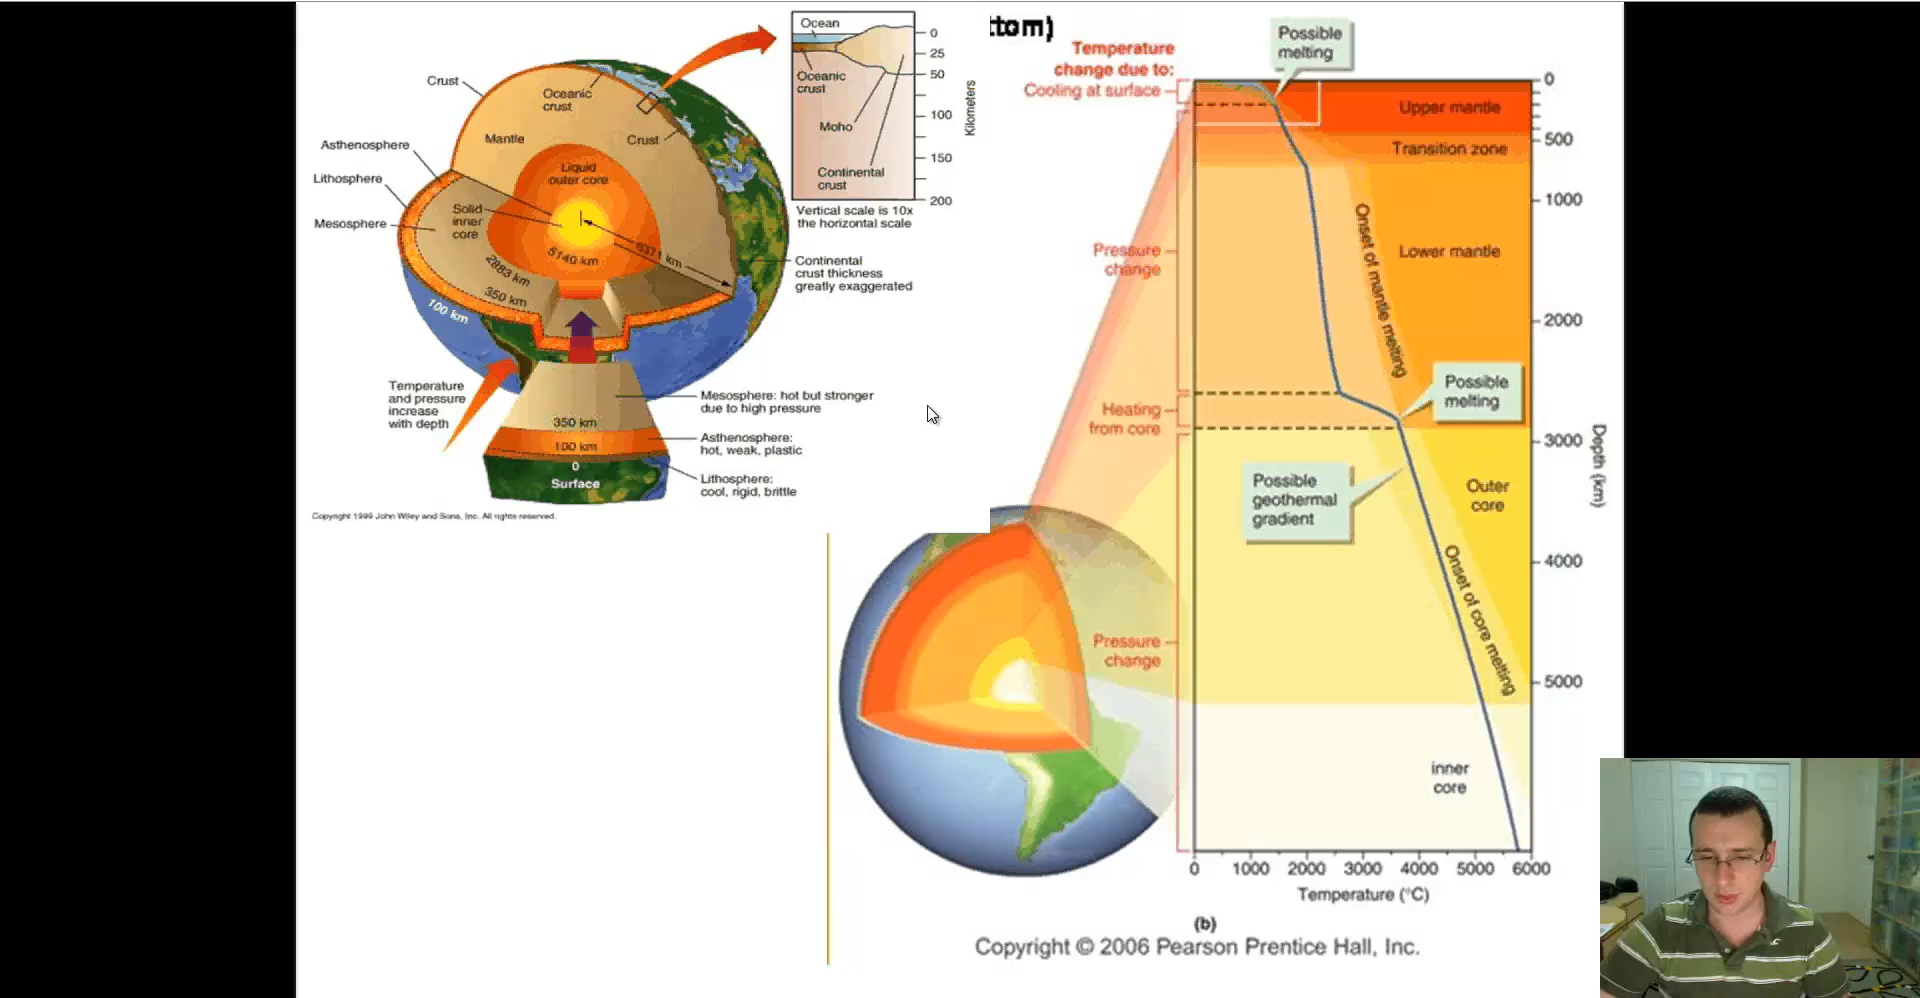 Ocean
0
25
50
100
150
200
Kilometers
Oceanic
crust
Moho
Continental
crust
Vertical scale is 10x
the horizontal scale
Crust
Oceanic
crust
Mantle
Crust
Asthenosphere
Lithosphere
Mesosphere
Liquid
outer core
Solid
inner
core
5140 km
6371 km
2883 km
350 km
100 km
Continental
crust thickness
greatly exaggerated
Temperature
and pressure
increase
with depth
350 km
100 km
0
Surface
Mesosphere: hot but stronger
due to high pressure
Asthenosphere:
hot, weak, plastic
Lithosphere:
cool, rigid, brittle
Copyright 1999 John Wiley and Sons, Inc. All rights reserved.
ttom)
Temperature
change due to:
Cooling at surface
Pressure
change
Heating
from core
Pressure
change
Possible
melting
Upper mantle
Transition zone
Lower mantle
Onset of mantle melting
Possible
melting
Possible
geothermal
gradient
Outer
core
Onset of core melting
inner
core
0
500
1000
2000
3000
4000
5000
Depth (km)
0 1000 2000 3000 4000 5000 6000
Temperature (°C)
(b)
Copyright © 2006 Pearson Prentice Hall, Inc.